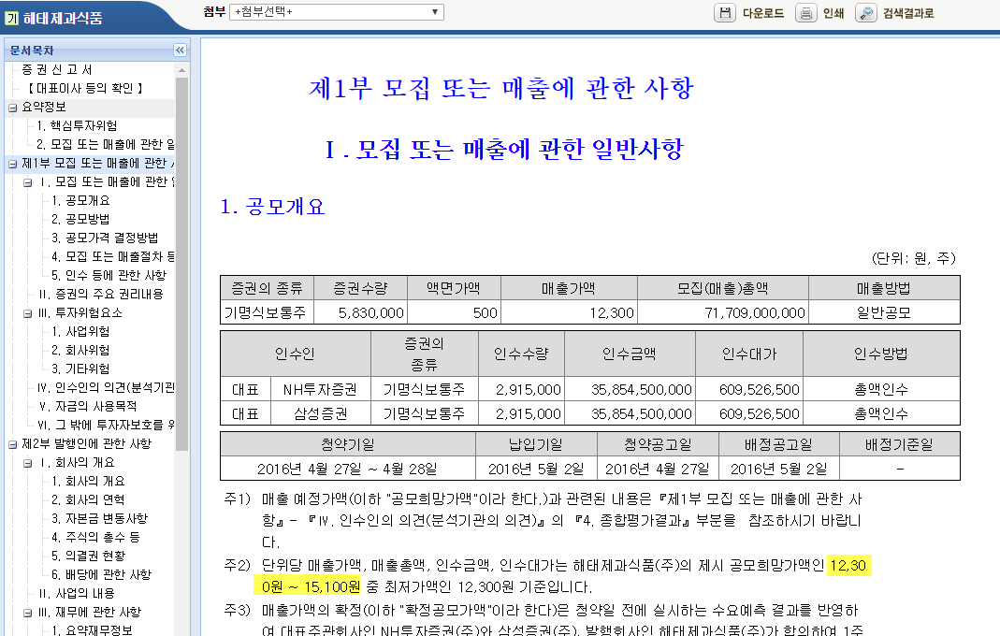 기 해태제과식품
첨부 +첨부선택+ 다운로드 인쇄 검색결과로
문서목차
증 권 신 고 서
【 대표이사 등의 확인 】
요약정보
1. 핵심투자위험
2. 모집 또는 매출에 관한 일
제1부 모집 또는 매출에 관한
I. 모집 또는 매출에 관한
1. 공모개요
2. 공모방법
3. 공모가격 결정방법
4. 모집 또는 매출절차 등
5. 인수 등에 관한 사항
II. 증권의 주요 권리내용
III. 투자위험요소
1. 사업위험
2. 회사위험
3. 기타위험
IV. 인수인의 의견(분석기관
V. 자금의 사용목적
VI. 그 밖에 투자자보호를 위
제2부 발행인에 관한 사항
I. 회사의 개요
1. 회사의 개요
2. 회사의 연혁
3. 자본금 변동사항
4. 주식의 총수 등
5. 의결권 현황
6. 배당에 관한 사항
II. 사업의 내용
III. 재무에 관한 사항
1. 요약재무정보
제1부 모집 또는 매출에 관한 사항
I. 모집 또는 매출에 관한 일반사항
1. 공모개요
(단위: 원, 주)
증권의 종류 증권수량 액면가액 매출가액 모집(매출)총액 매출방법
기명식보통주 5,830,000 500 12,300 71,709,000,000 일반공모
인수인 증권의 종류 인수수량 인수금액 인수대가 인수방법
대표 NH투자증권 기명식보통주 2,915,000 35,854,500,000 609,526,500 총액인수
대표 삼성증권 기명식보통주 2,915,000 35,854,500,000 609,526,500 총액인수
청약기일 납입기일 청약공고일 배정공고일 배정기준일
2016년 4월 27일 ~ 4월 28일 2016년 5월 2일 2016년 4월 27일 2016년 5월 2일 -
주1) 매출 예정가액(이하 "공모희망가액"이라 한다.)과 관련된 내용은 『제1부 모집 또는 매출에 관한 사
항』- 『IV. 인수인의 의견(분석기관의 의견)』의 『4. 종합평가결과』 부분을 참조하시기 바랍니
다.
주2) 단위당 매출가액, 매출총액, 인수금액, 인수대가는 해태제과식품(주)의 제시 공모희망가액인 12,30
0원 ~ 15,100원 중 최저가액인 12,300원 기준입니다.
주3) 매출가액의 확정(이하 "확정공모가액"이라 한다)은 청약일 전에 실시하는 수요예측 결과를 반영하
여 대표주관회사인 NH투자증권(주)와 삼성증권(주), 발행회사인 해태제과식품(주)가 합의하여 1주